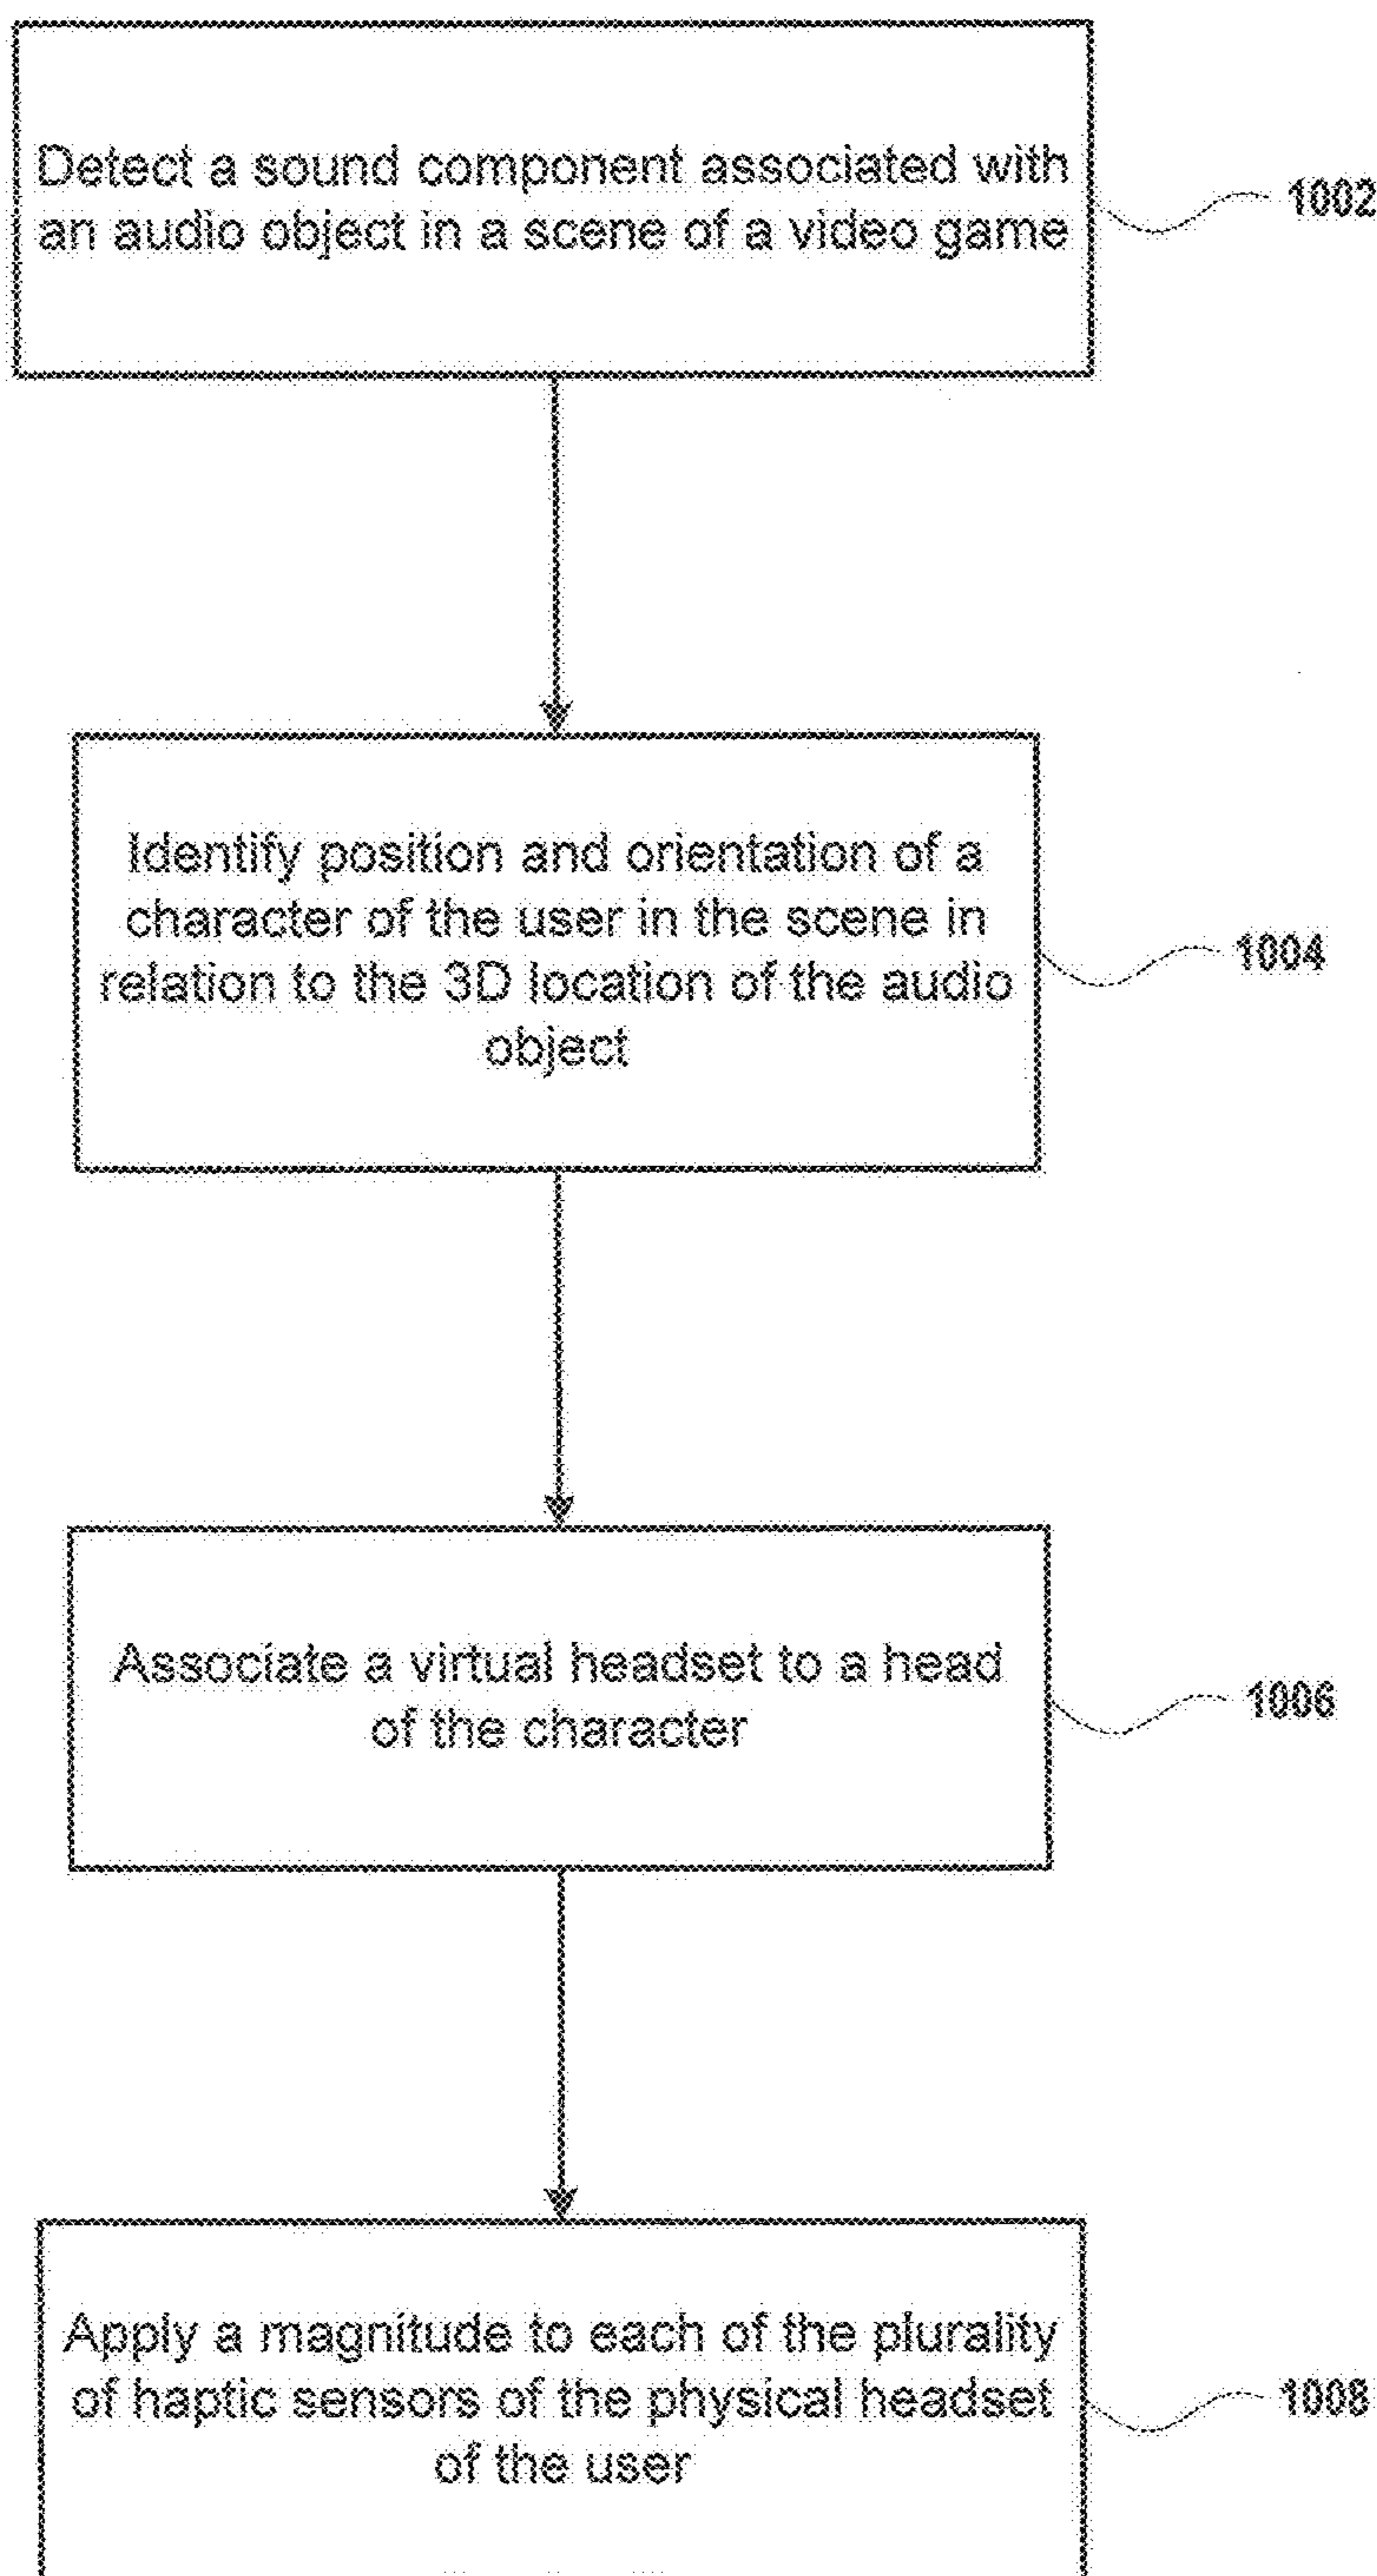 Detect a sound component associated with
an audio object in a scene of a video game
1002
Identify position and orientation of a
character of the user in the scene in
relation to the 3D location of the audio
object
1004
Associate a virtual headset to a head
of the character
1006
Apply a magnitude to each of the plurality
of haptic sensors of the physical headset
of the user
1008